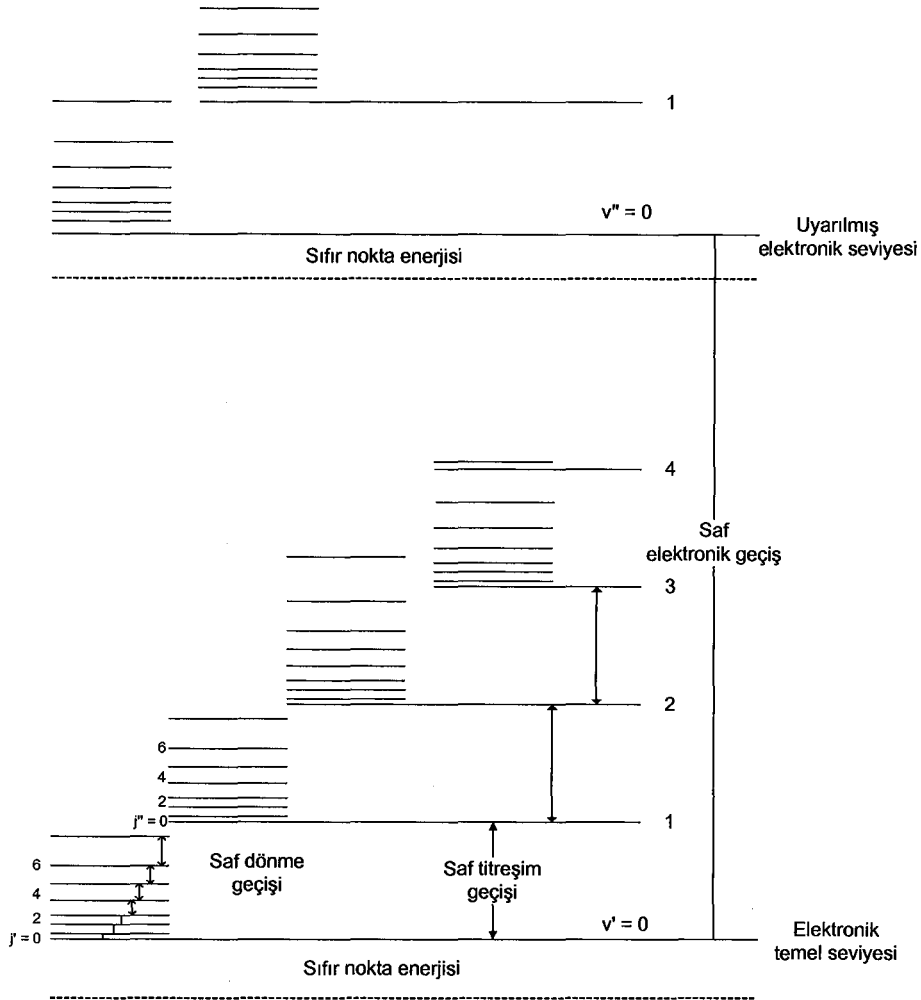 1
v" = 0
Uyarılmış
elektronik seviyesi
Sıfır nokta enerjisi
4
Saf
elektronik geçiş
3
2
6
4
2
j" = 0
1
6
4
2
j' = 0
Saf dönme
geçişi
Saf titreşim
geçişi
v' = 0
Elektronik
temel seviyesi
Sıfır nokta enerjisi